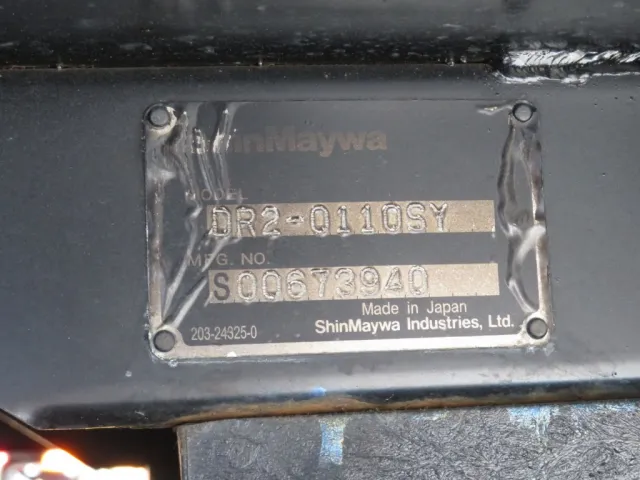 ShinMaywa
MODEL
DR2-0110SY
MFG. NO.
S00673940
Made in Japan
203-24325-0
ShinMaywa Industries, Ltd.